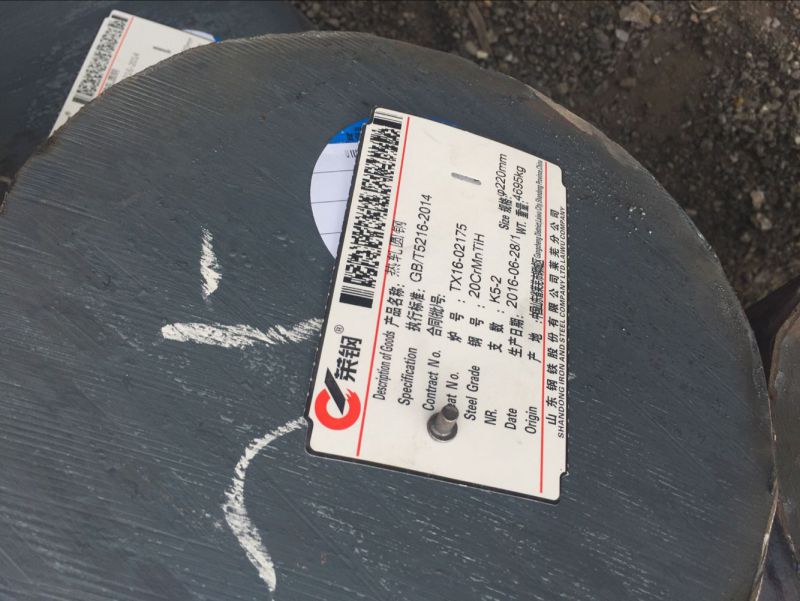 莱钢®
产品名称: 热轧圆钢
Description of Goods
执行标准: GB/T5216-2014
Specification
合同(批)号:
Contract No.
炉 号: TX16-02175
eat No.
钢 号: 20CrMnTiH
Steel Grade
支 数: K5-2
NR.
生产日期: 2016-06-28/1
Date
产 地:
Origin
Size 规格: Φ220mm
WT. 重量: 4695kg
山东钢铁股份有限公司莱芜分公司
SHANDONG IRON AND STEEL COMPANY LTD.LAIWU COMPANY